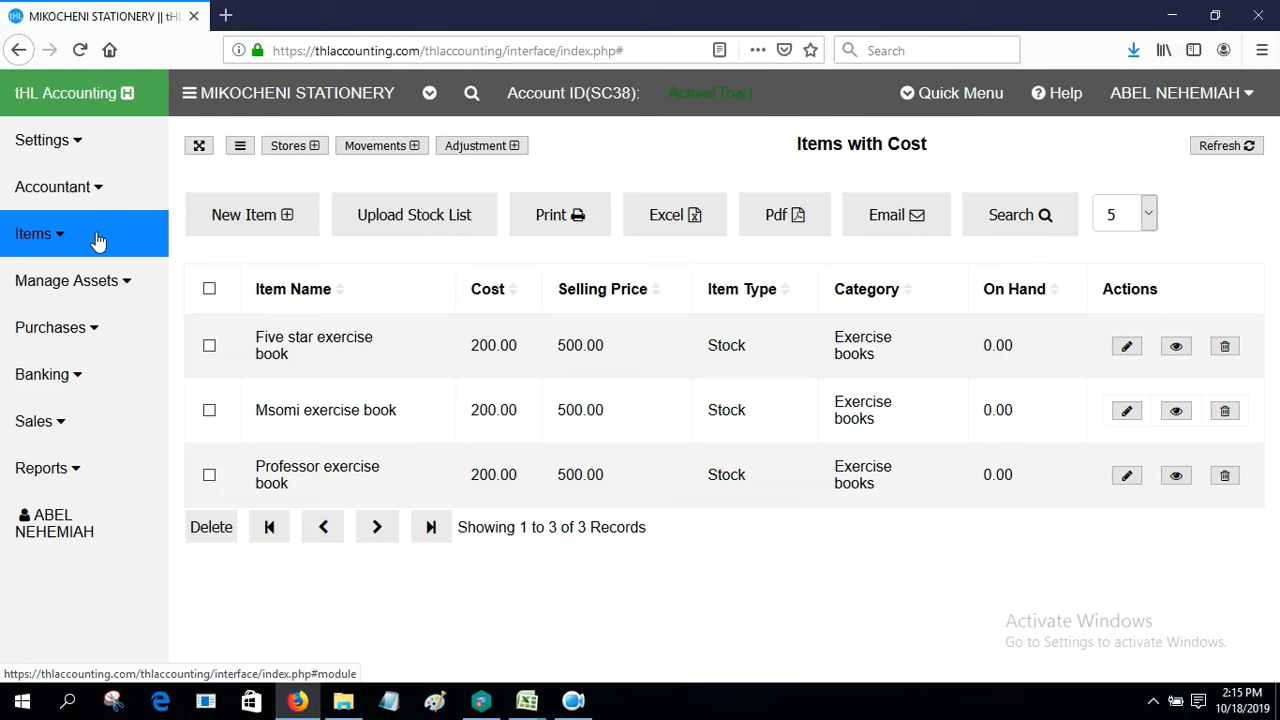 MIKOCHENI STATIONERY || tHL
https://thlaccounting.com/thlaccounting/interface/index.php#
Search
tHL Accounting
MIKOCHENI STATIONERY
Account ID(SC38):
Active(Trial)
Quick Menu
Help
ABEL NEHEMIAH
Settings
Accountant
Items
Manage Assets
Purchases
Banking
Sales
Reports
ABEL
NEHEMIAH
Stores
Movements
Adjustment
Items with Cost
Refresh
New Item
Upload Stock List
Print
Excel
Pdf
Email
Search
5
Item Name Cost Selling Price Item Type Category On Hand Actions
Five star exercise
book
200.00 500.00 Stock
Exercise
books
0.00
Msomi exercise book 200.00 500.00 Stock
Exercise
books
0.00
Professor exercise
book
200.00 500.00 Stock
Exercise
books
0.00
Delete
Showing 1 to 3 of 3 Records
Activate Windows
Go to Settings to activate Windows.
https://thlaccounting.com/thlaccounting/interface/index.php#module
2:15 PM
10/18/2019